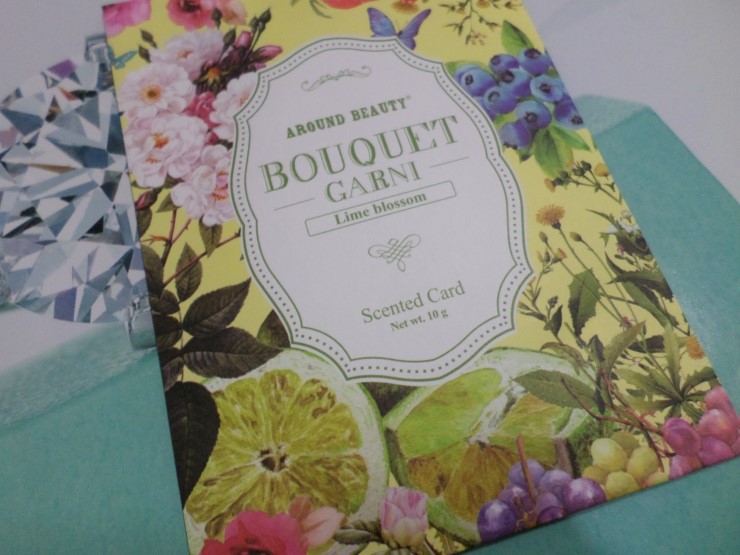 AROUND BEAUTY®
BOUQUET
GARNI
Lime blossom
Scented Card
Net wt. 10 g